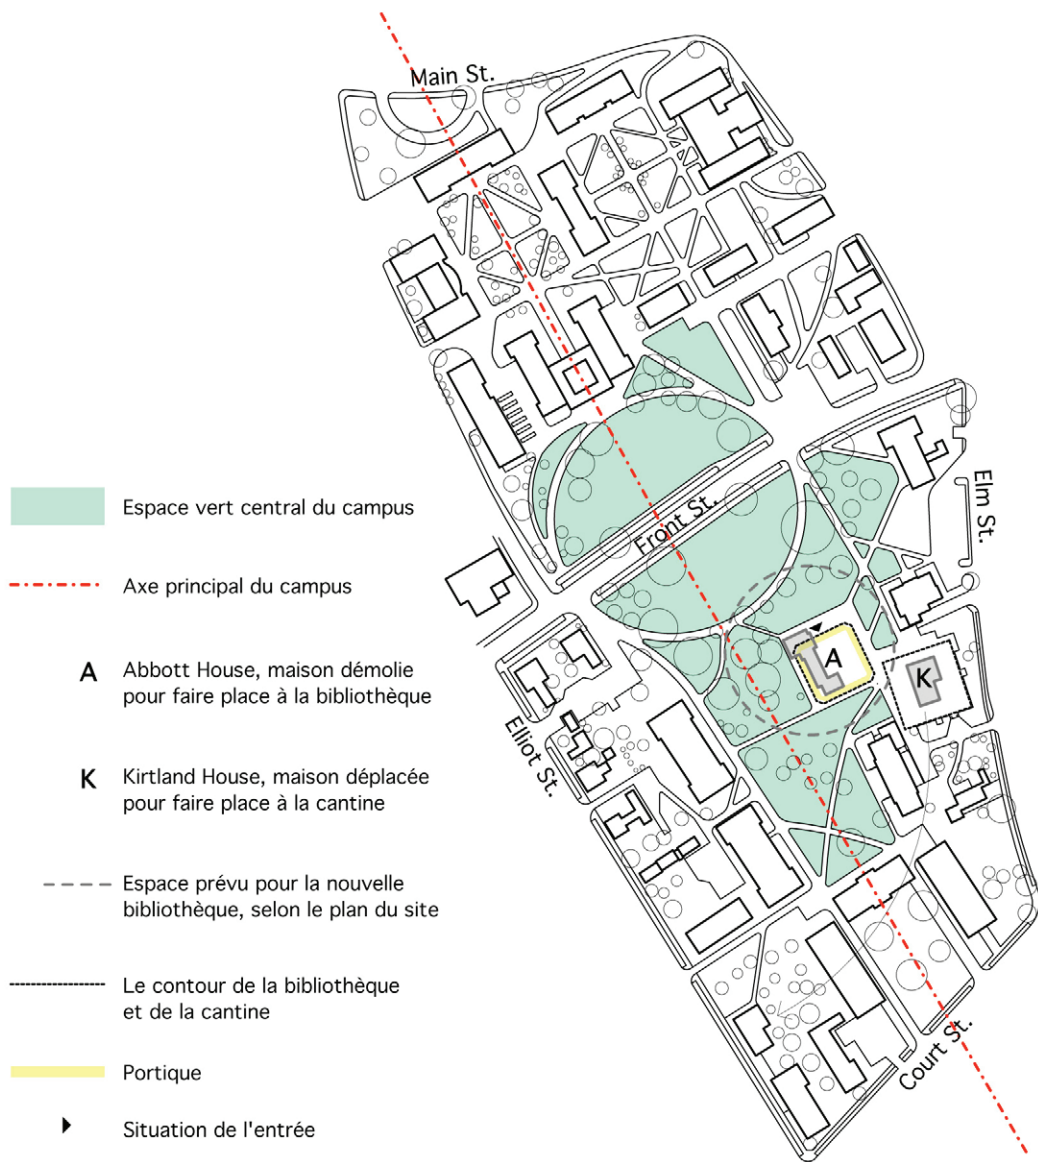 Main St.
Front St.
Elm St.
Elliot St.
Court St.
A
K
Espace vert central du campus
Axe principal du campus
A Abbott House, maison démolie
pour faire place à la bibliothèque
K Kirtland House, maison déplacée
pour faire place à la cantine
Espace prévu pour la nouvelle
bibliothèque, selon le plan du site
Le contour de la bibliothèque
et de la cantine
Portique
Situation de l'entrée